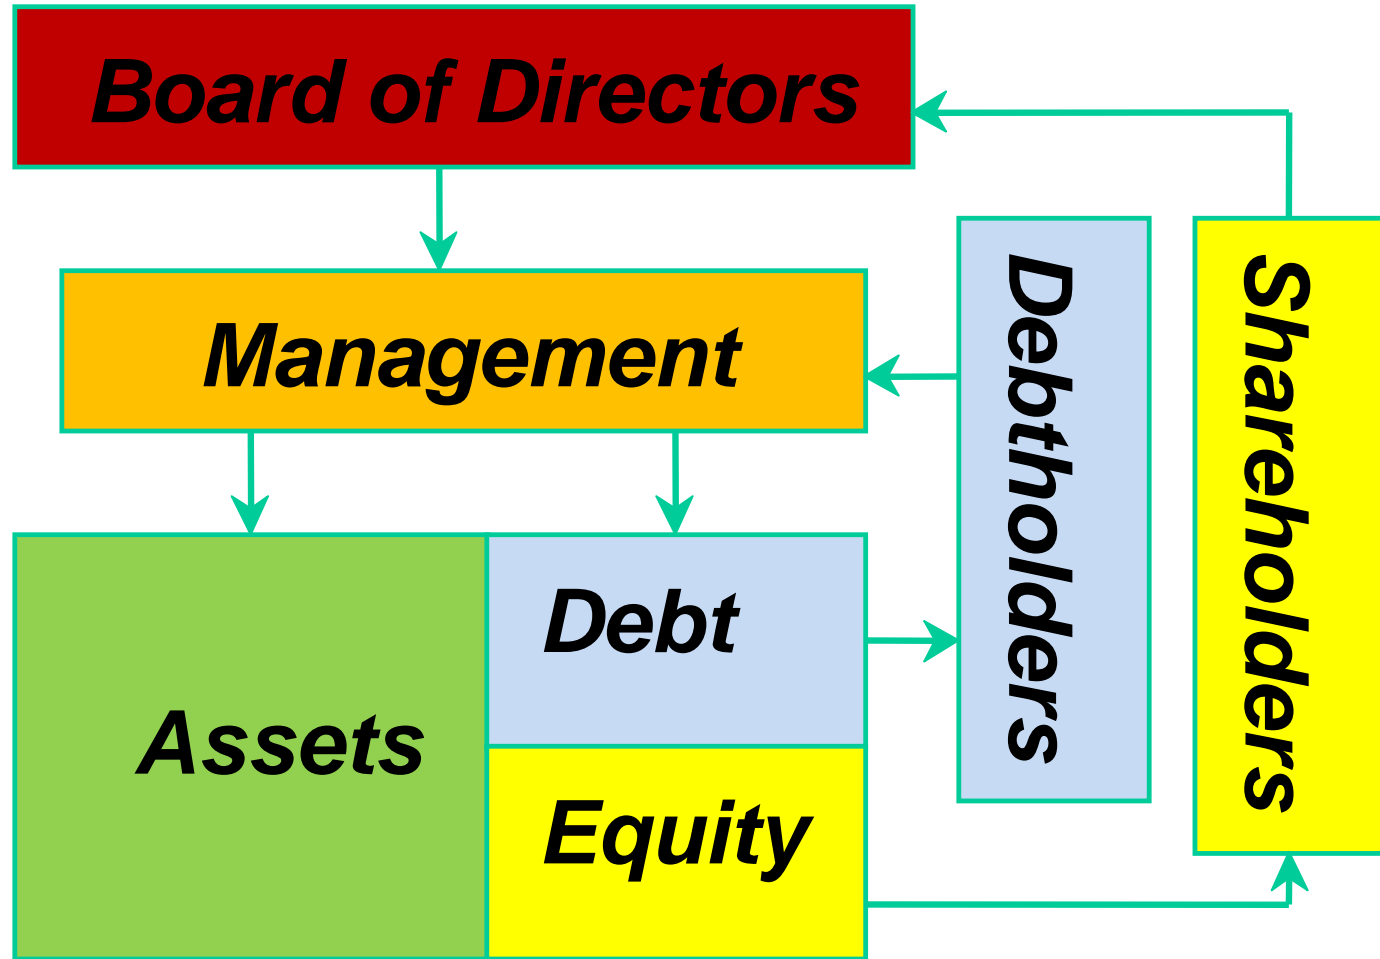 Board of Directors
Management
Debtholders
Shareholders
Assets
Debt
Equity